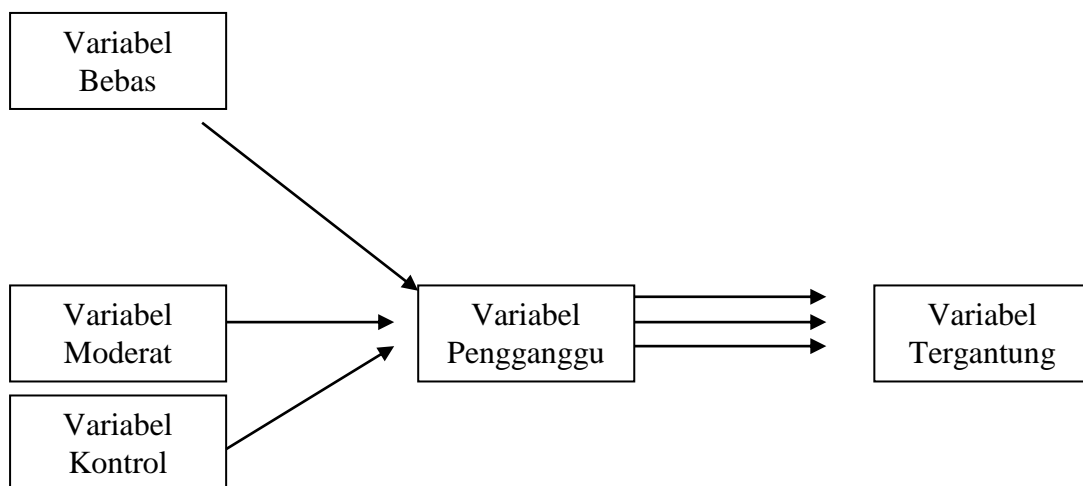 Variabel
Bebas
Variabel
Moderat
Variabel
Pengganggu
Variabel
Tergantung
Variabel
Kontrol